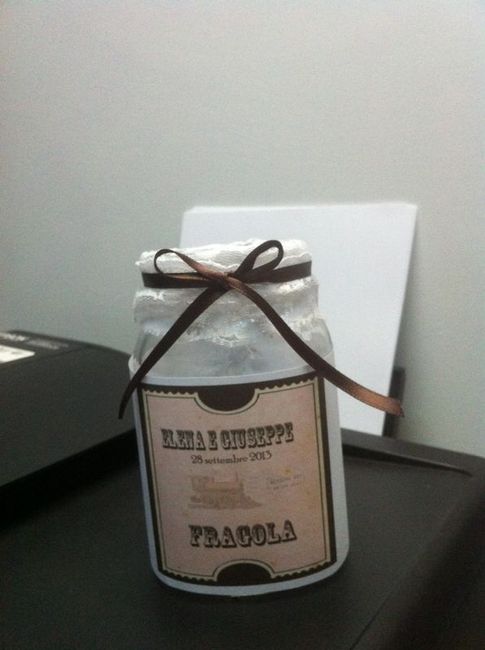 ELENA E GIUSEPPE
28 settembre 2013
FRAGOLA